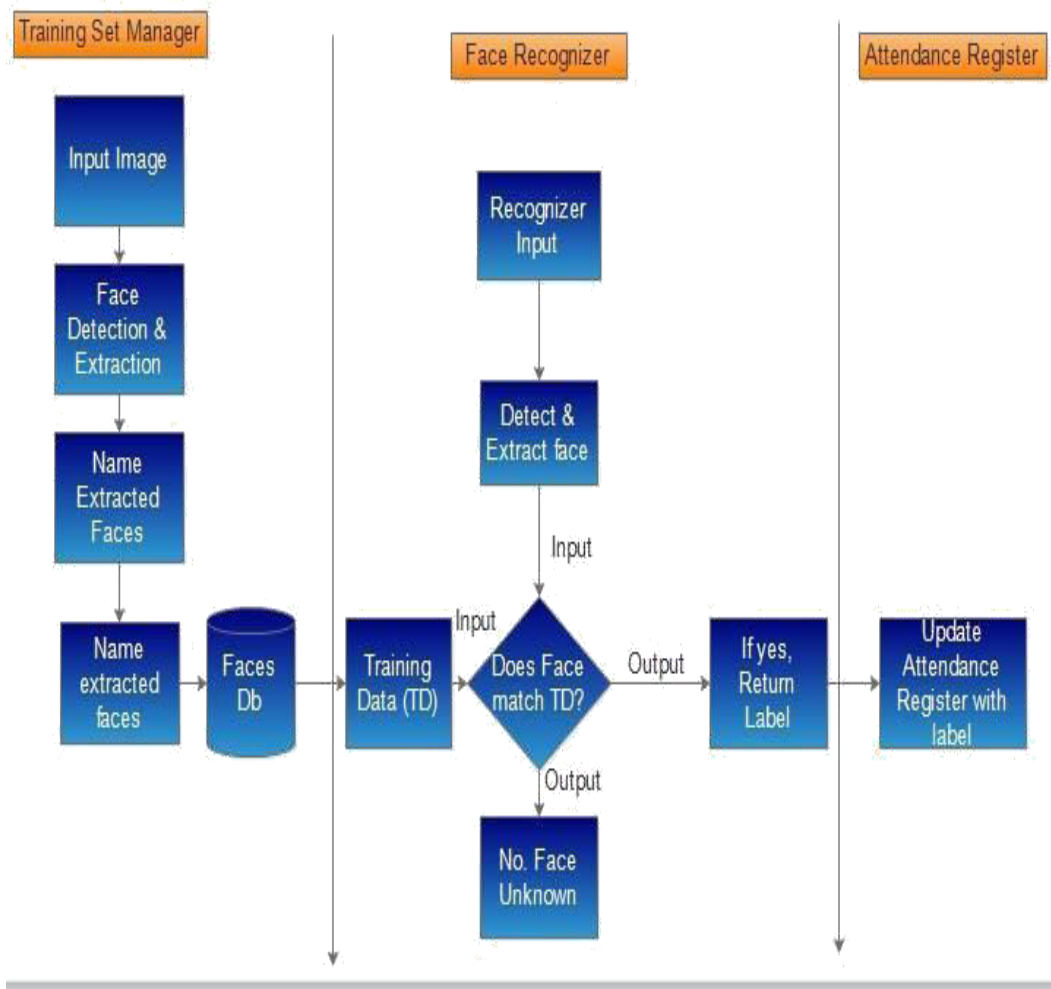 Training Set Manager
Face Recognizer
Attendance Register
Input Image
Face
Detection &
Extraction
Name
Extracted
Faces
Name
extracted
faces
Faces
Db
Recognizer
Input
Detect &
Extract face
Input
Training
Data (TD)
Input
Does Face
match TD?
Output
If yes,
Return
Label
Output
No. Face
Unknown
Update
Attendance
Register with
label